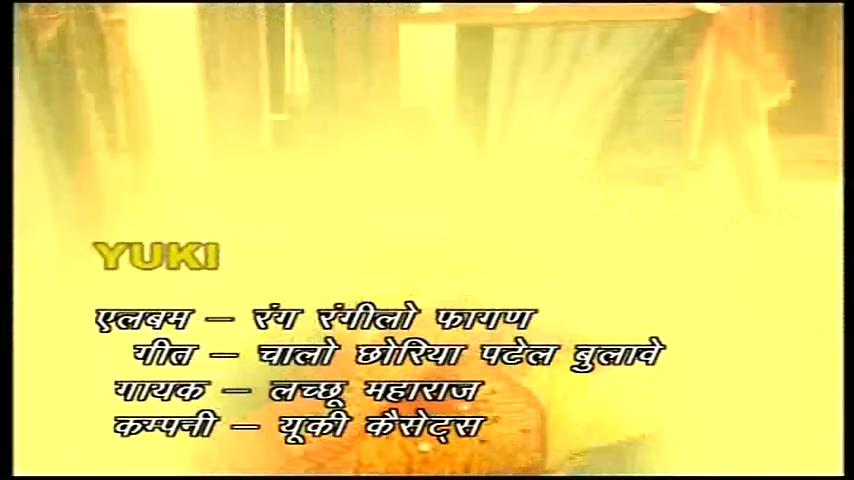 YUKI
एलबम – रंग रंगीलो फागण
गीत – चालो छोरिया पटेल बुलावे
गायक – लच्छू महाराज
कम्पनी – यूकी कैसेट्स